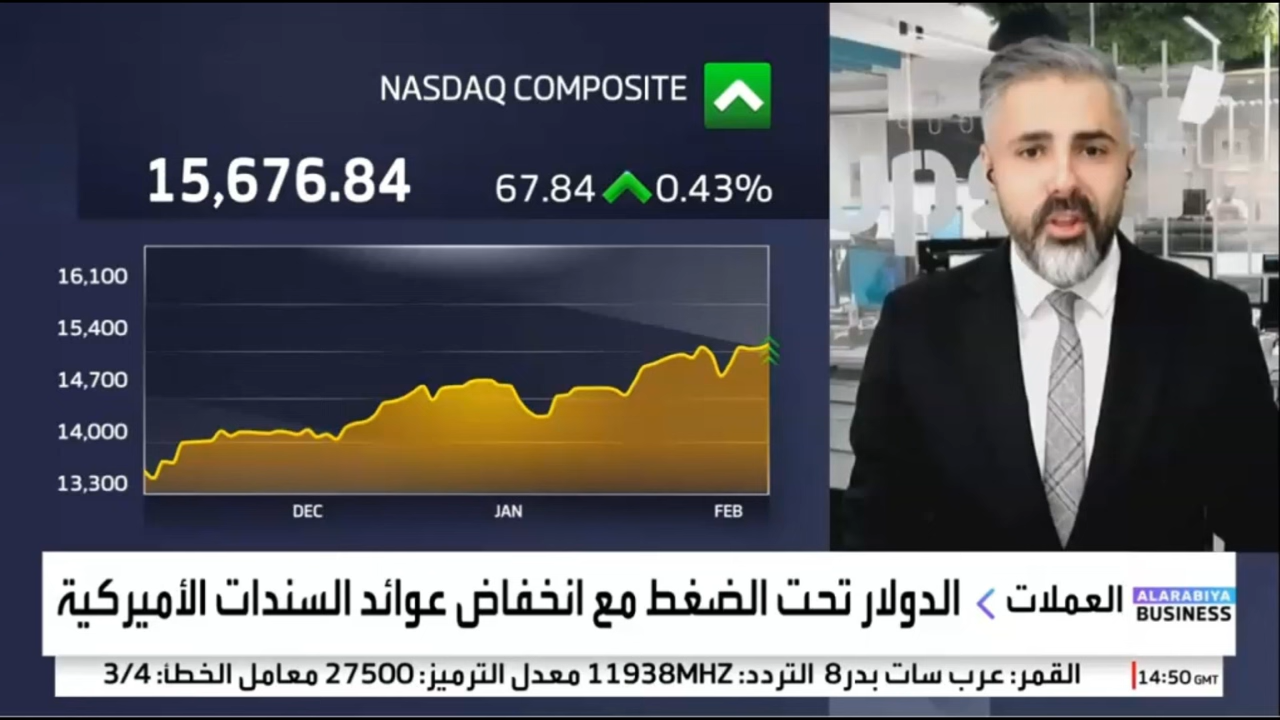 NASDAQ COMPOSITE
15,676.84 67.84 0.43%
16,100
15,400
14,700
14,000
13,300
DEC JAN FEB
ALARABIYA
BUSINESS
العملات > الدولار تحت الضغط مع انخفاض عوائد السندات الأميركية
14:50 GMT
القمر: عرب سات بدر8 التردد: 11938MHZ معدل الترميز: 27500 معامل الخطأ: 3/4